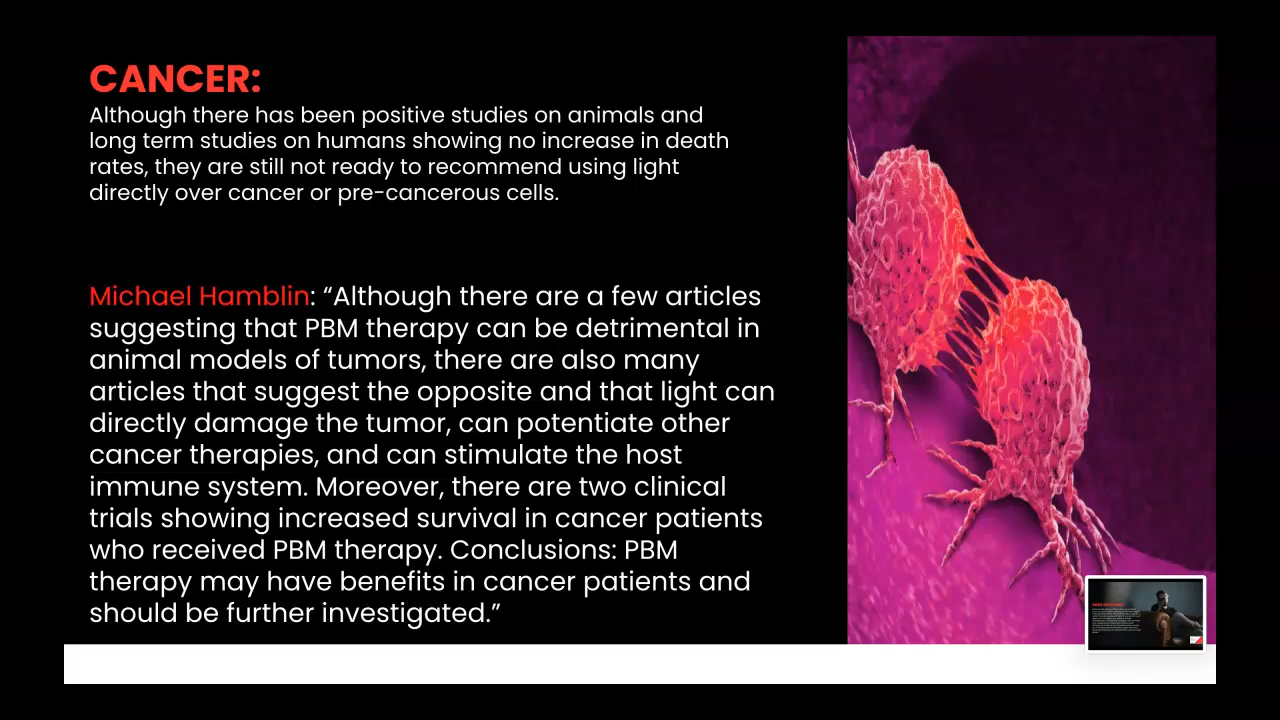 CANCER:
Although there has been positive studies on animals and
long term studies on humans showing no increase in death
rates, they are still not ready to recommend using light
directly over cancer or pre-cancerous cells.
Michael Hamblin: “Although there are a few articles
suggesting that PBM therapy can be detrimental in
animal models of tumors, there are also many
articles that suggest the opposite and that light can
directly damage the tumor, can potentiate other
cancer therapies, and can stimulate the host
immune system. Moreover, there are two clinical
trials showing increased survival in cancer patients
who received PBM therapy. Conclusions: PBM
therapy may have benefits in cancer patients and
should be further investigated.”